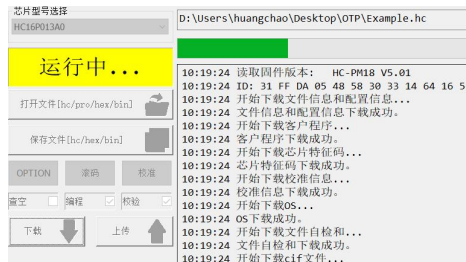 芯片型号选择
HC16P013A0
D:\Users\huangchao\Desktop\OTP\Example.hc
运行中...
打开文件[hc/pro/hex/bin]
保存文件[hc/hex/bin]
OPTION
滚码
校准
查空
编程
校验
下载
上传
10:19:24 读取固件版本: HC-PM18 V5.01
10:19:24 ID: 31 FF DA 05 48 58 30 33 14 64 16 5
10:19:24 开始下载文件信息和配置信息...
10:19:24 文件信息和配置信息下载成功。
10:19:24 开始下载客户程序...
10:19:24 客户程序下载成功。
10:19:24 开始下载芯片特征码...
10:19:24 芯片特征码下载成功。
10:19:24 开始下载校准信息...
10:19:24 校准信息下载成功。
10:19:24 开始下载OS...
10:19:24 OS下载成功。
10:19:24 开始下载文件自检和...
10:19:24 文件自检和下载成功。
10:19:24 开始下载cif文件...